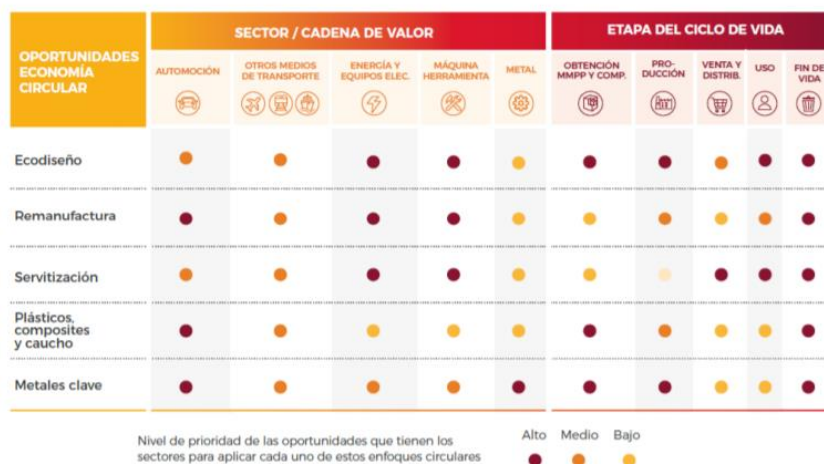 OPORTUNIDADES
ECONOMÍA
CIRCULAR
SECTOR / CADENA DE VALOR
ETAPA DEL CICLO DE VIDA
AUTOMOCIÓN
OTROS MEDIOS
DE TRANSPORTE
ENERGÍA Y
EQUIPOS ELEC.
MÁQUINA
HERRAMIENTA
METAL
OBTENCIÓN
MMPP Y COMP.
PRO-
DUCCIÓN
VENTA Y
DISTRIB.
USO
FIN DE
VIDA
Ecodiseño
Remanufactura
Servitización
Plásticos,
composites
y caucho
Metales clave
Nivel de prioridad de las oportunidades que tienen los
sectores para aplicar cada uno de estos enfoques circulares
Alto Medio Bajo